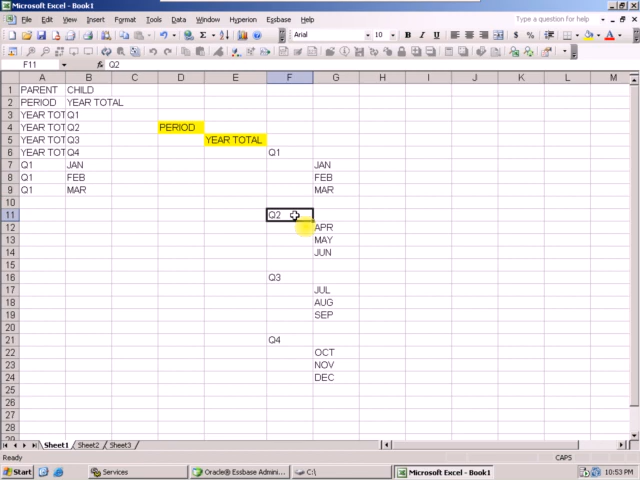 Microsoft Excel - Book1
File Edit View Insert Format Tools Data Window Hyperion Essbase Help
Type a question for help
Arial 10 B I U $ %
F11 fx Q2
A B C D E F G H I J K L M
1 PARENT CHILD
2 PERIOD YEAR TOTAL
3 YEAR TOT Q1
4 YEAR TOT Q2 PERIOD
5 YEAR TOT Q3 YEAR TOTAL
6 YEAR TOT Q4 Q1
7 Q1 JAN JAN
8 Q1 FEB FEB
9 Q1 MAR MAR
10
11 Q2
12 APR
13 MAY
14 JUN
15
16 Q3
17 JUL
18 AUG
19 SEP
20
21 Q4
22 OCT
23 NOV
24 DEC
25
26
27
28
29
Sheet1 Sheet2 Sheet3
Ready CAPS
Start Services Oracle® Essbase Admini... C:\ Microsoft Excel - Book1 10:53 PM